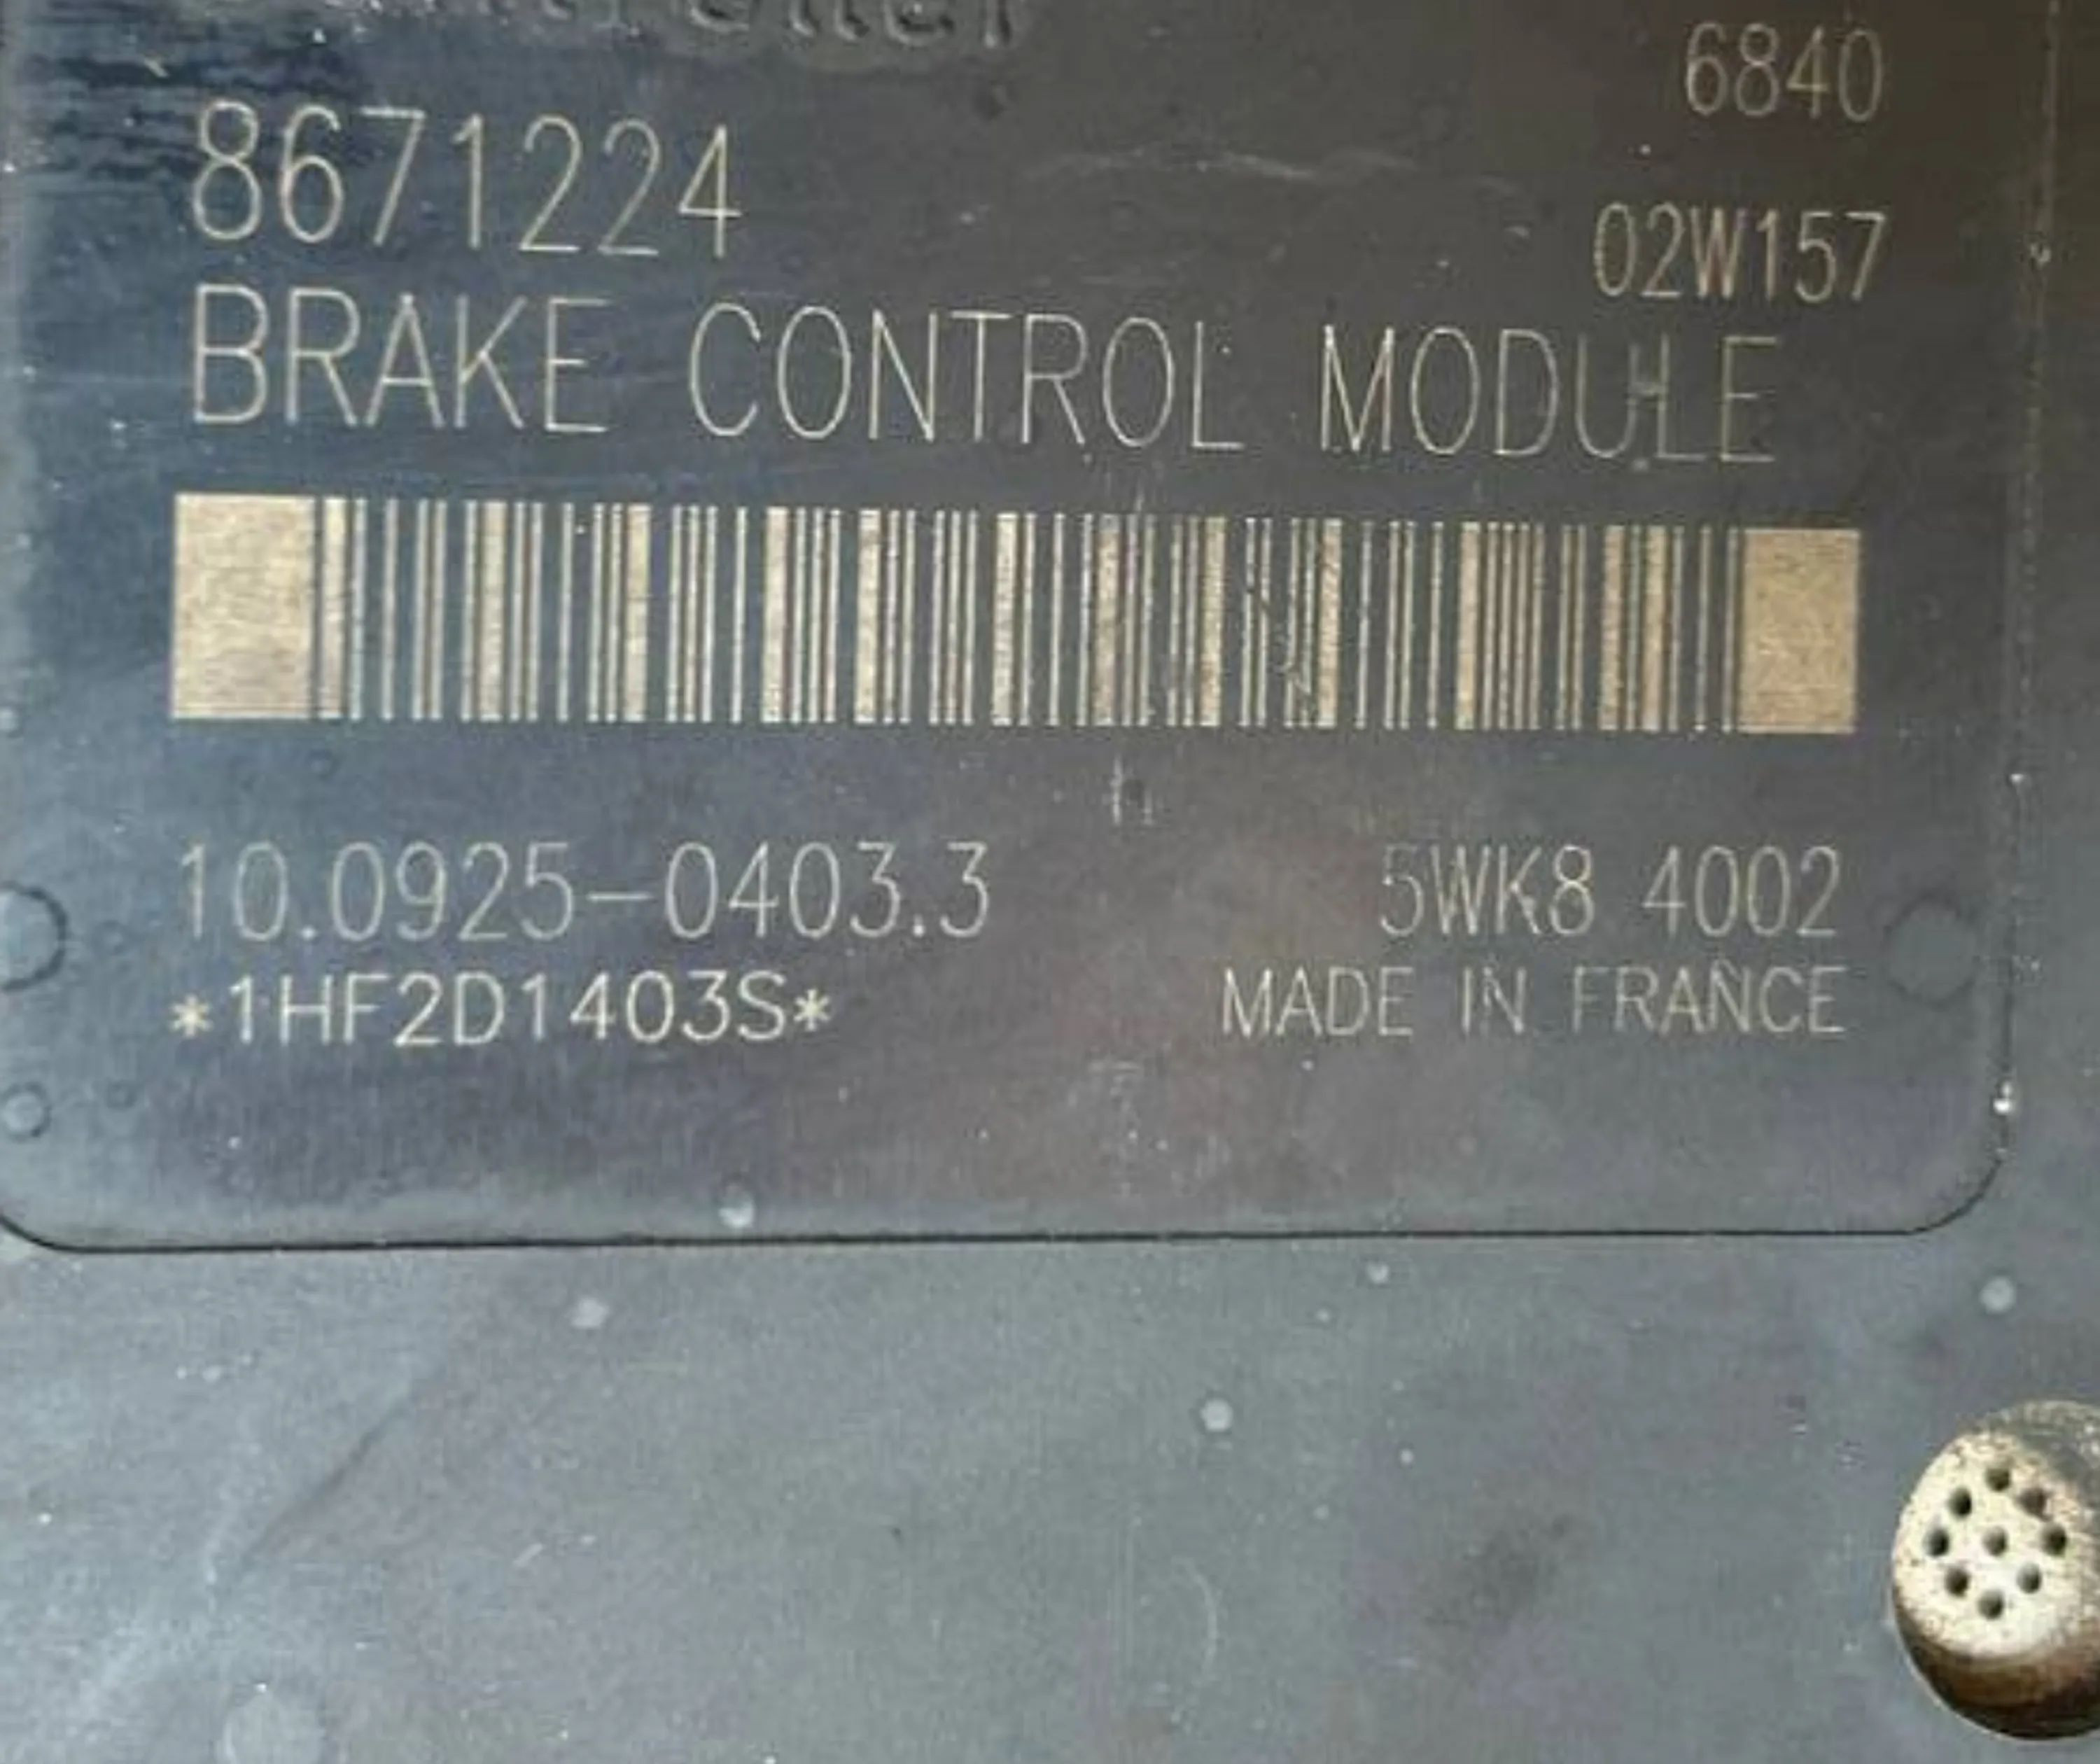 6840
8671224
02W157
BRAKE CONTROL MODULE
10.0925-0403.3
5WK8 4002
*1HF2D1403S*
MADE IN FRANCE